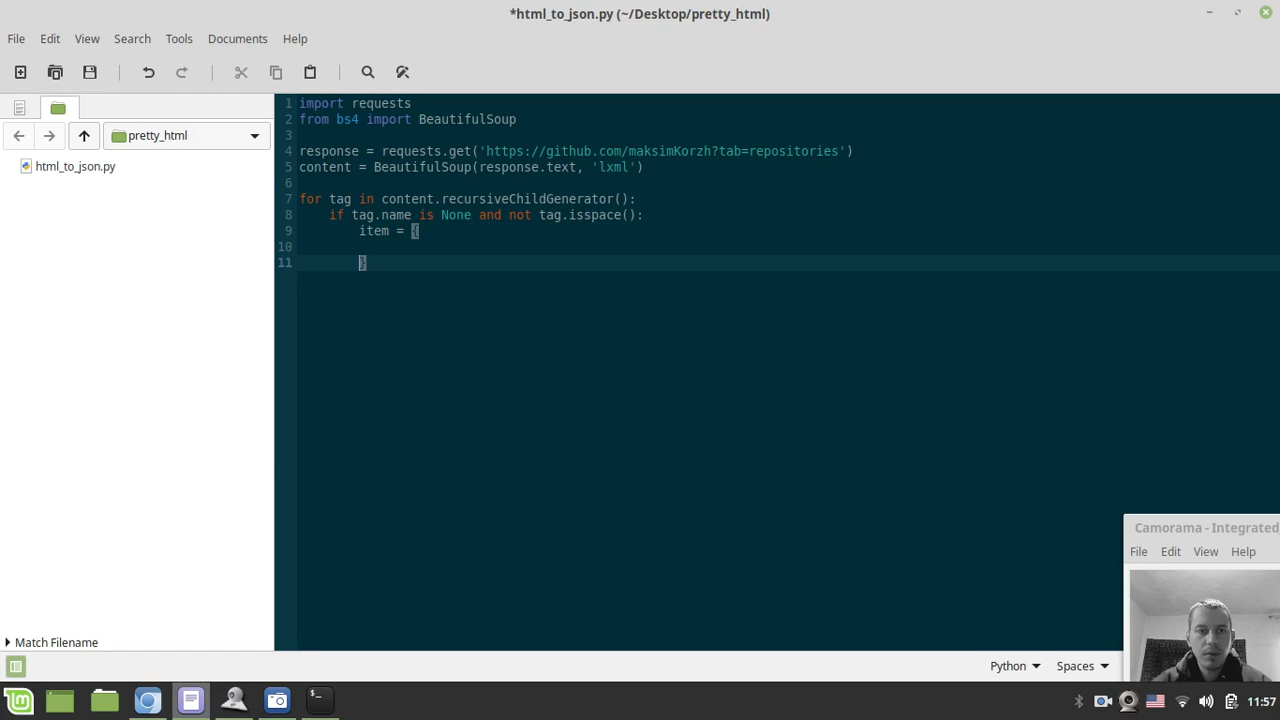 *html_to_json.py (~/Desktop/pretty_html)
File Edit View Search Tools Documents Help
pretty_html
html_to_json.py
1 import requests
2 from bs4 import BeautifulSoup
3
4 response = requests.get('https://github.com/maksimKorzh?tab=repositories')
5 content = BeautifulSoup(response.text, 'lxml')
6
7 for tag in content.recursiveChildGenerator():
8 if tag.name is None and not tag.isspace():
9 item = {
10
11 }
Camorama - Integrated
File Edit View Help
Match Filename
Python Spaces
11:57